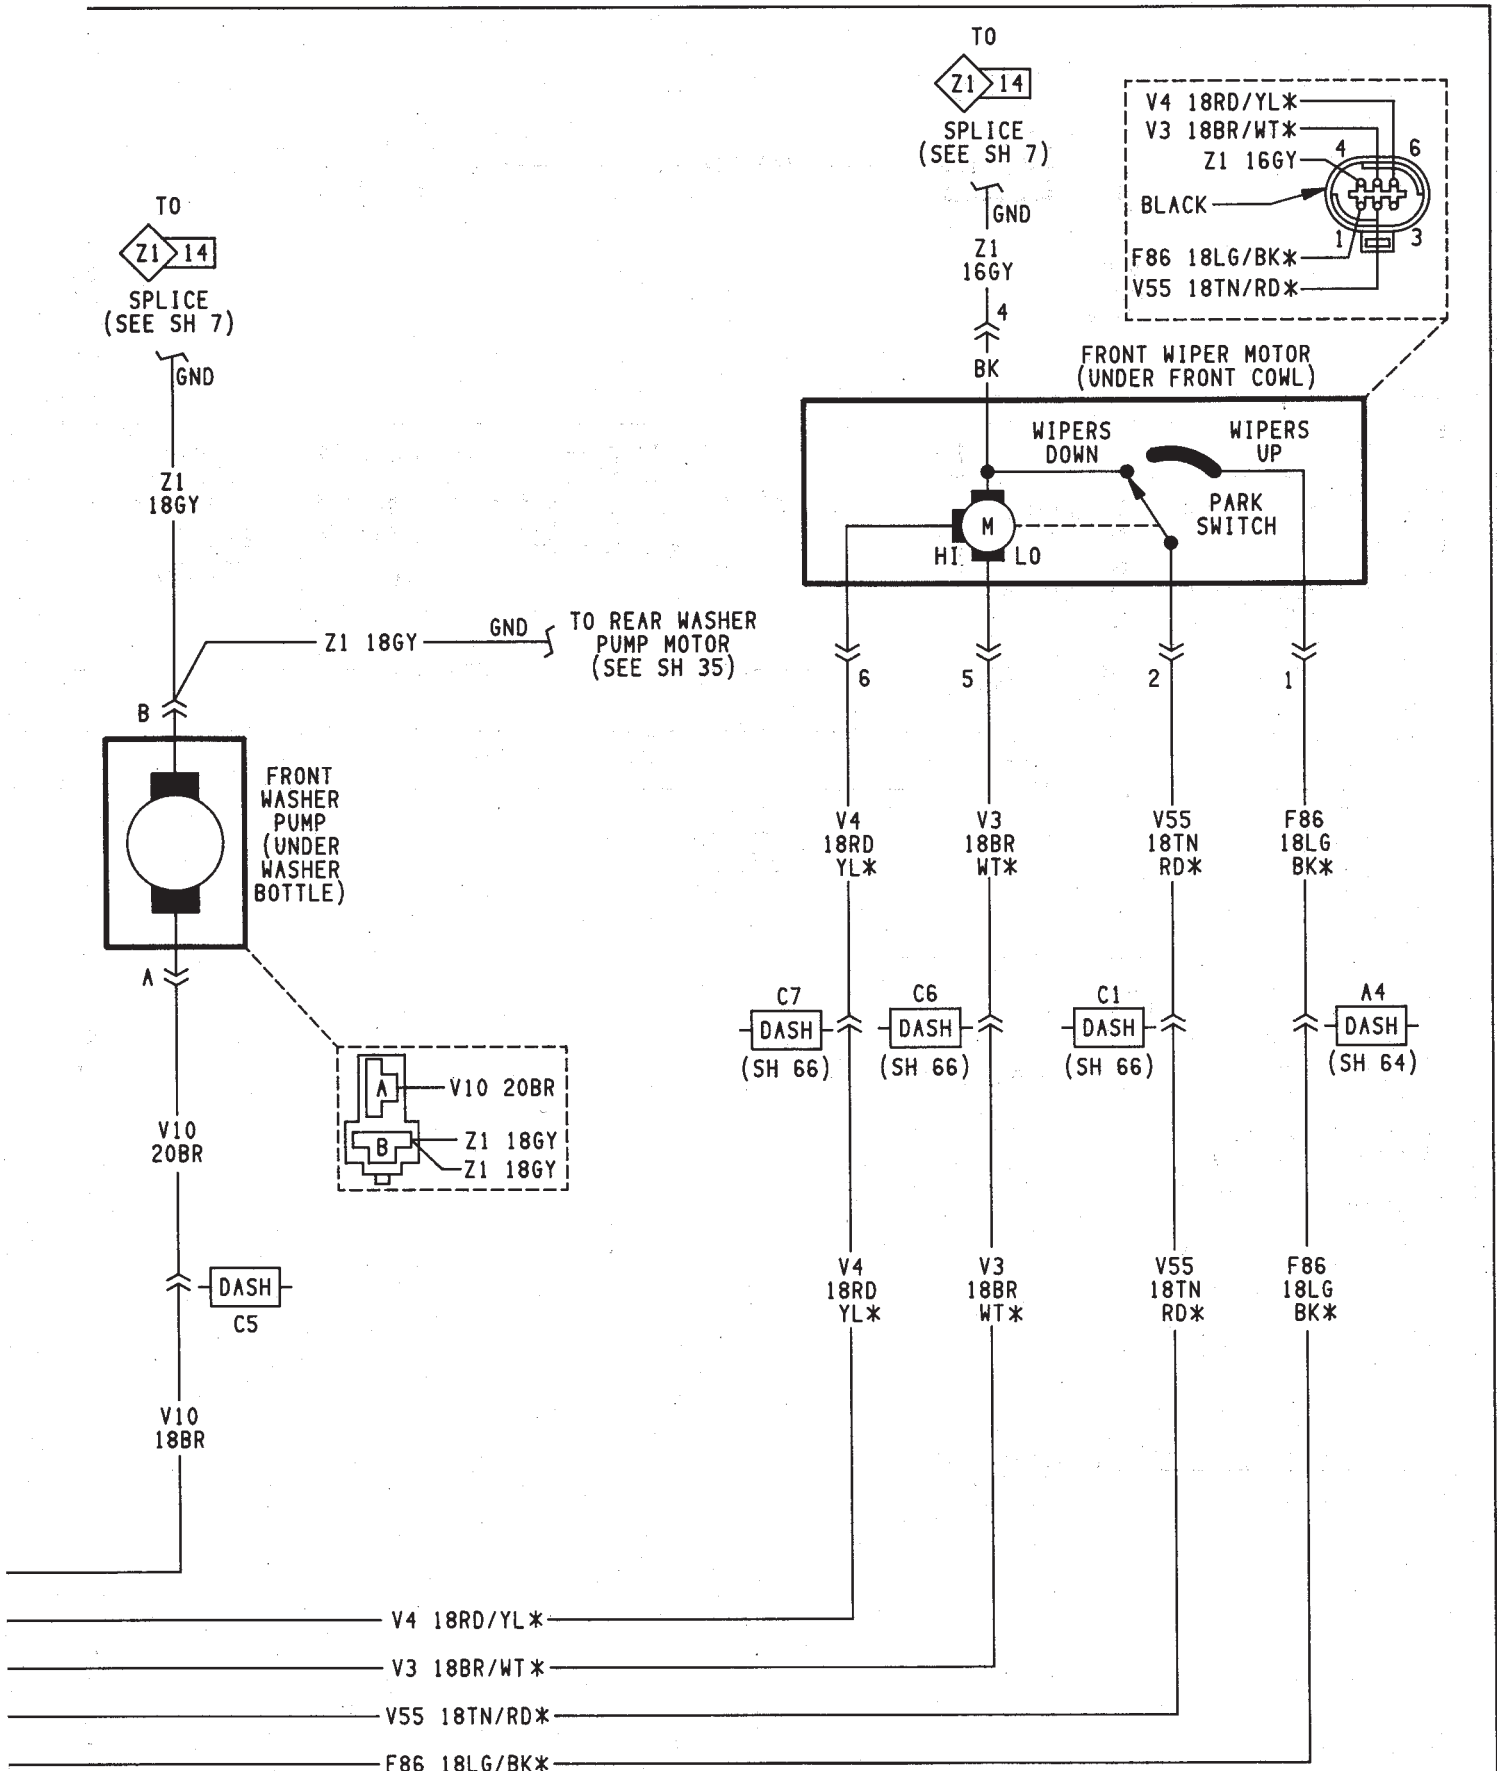 TO
Z1 14
SPLICE
(SEE SH 7)
GND
Z1
16GY
4
BK
V4 18RD/YL*
V3 18BR/WT*
Z1 16GY
BLACK
F86 18LG/BK*
V55 18TN/RD*
4 6
1 3
FRONT WIPER MOTOR
(UNDER FRONT COWL)
WIPERS
DOWN
WIPERS
UP
PARK
SWITCH
M
HI LO
TO
Z1 14
SPLICE
(SEE SH 7)
GND
Z1
18GY
Z1 18GY
GND
TO REAR WASHER
PUMP MOTOR
(SEE SH 35)
B
FRONT
WASHER
PUMP
(UNDER
WASHER
BOTTLE)
A
A
V10 20BR
B
Z1 18GY
Z1 18GY
V10
20BR
DASH
C5
V10
18BR
6 5 2 1
V4
18RD
YL*
V3
18BR
WT*
V55
18TN
RD*
F86
18LG
BK*
C7
DASH
(SH 66)
C6
DASH
(SH 66)
C1
DASH
(SH 66)
A4
DASH
(SH 64)
V4
18RD
YL*
V3
18BR
WT*
V55
18TN
RD*
F86
18LG
BK*
V4 18RD/YL*
V3 18BR/WT*
V55 18TN/RD*
F86 18LG/BK*